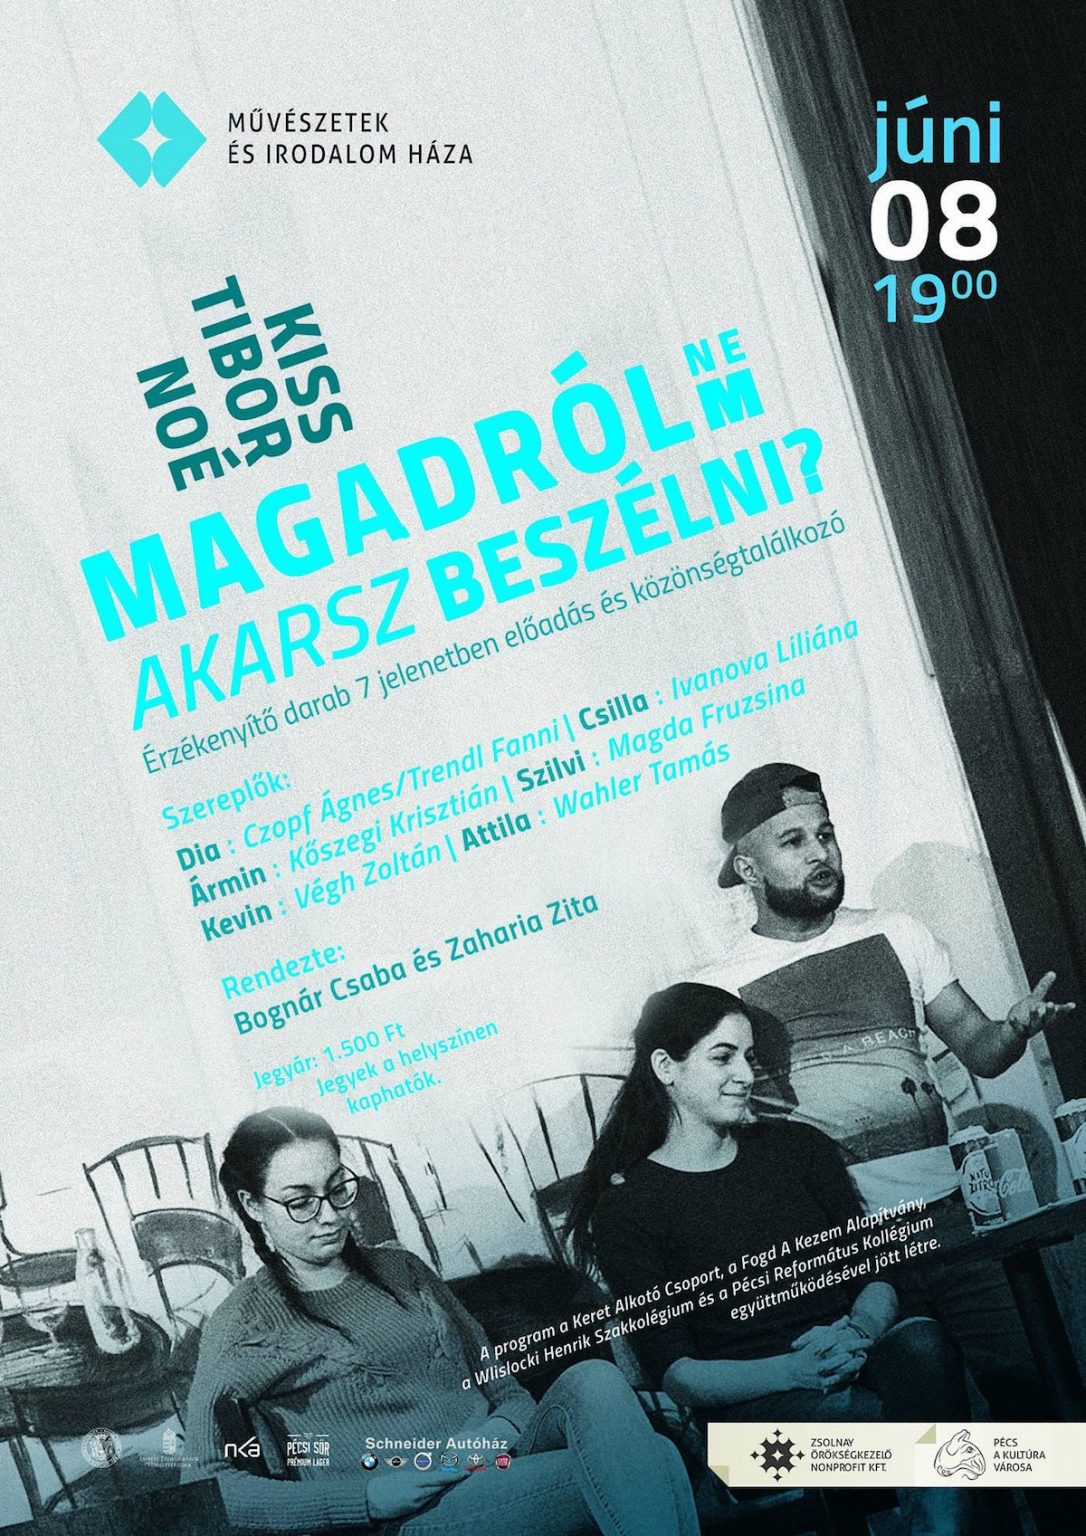 MŰVÉSZETEK
ÉS IRODALOM HÁZA
júni
08
19⁰⁰
KISS
TIBOR
NOÉ
MAGADRÓL NEM
AKARSZ BESZÉLNI?
Érzékenyítő darab 7 jelenetben előadás és közönségtalálkozó
Szereplők:
Dia : Czopf Ágnes/Trendl Fanni | Csilla : Ivanova Liliána
Ármin : Kőszegi Krisztián | Szilvi : Magda Fruzsina
Kevin : Végh Zoltán | Attila : Wahler Tamás
Rendezte:
Bognár Csaba és Zaharia Zita
Jegyár: 1.500 Ft
Jegyek a helyszínen
kaphatók.
A program a Keret Alkotó Csoport, a Fogd A Kezem Alapítvány,
a Wlislocki Henrik Szakkolégium és a Pécsi Református Kollégium
együttműködésével jött létre.
nka
PÉCSI SÖR
PRÉMIUM LAGER
Schneider Autóház
ZSOLNAY
ÖRÖKSÉGKEZELŐ
NONPROFIT KFT.
PÉCS
A KULTÚRA
VÁROSA